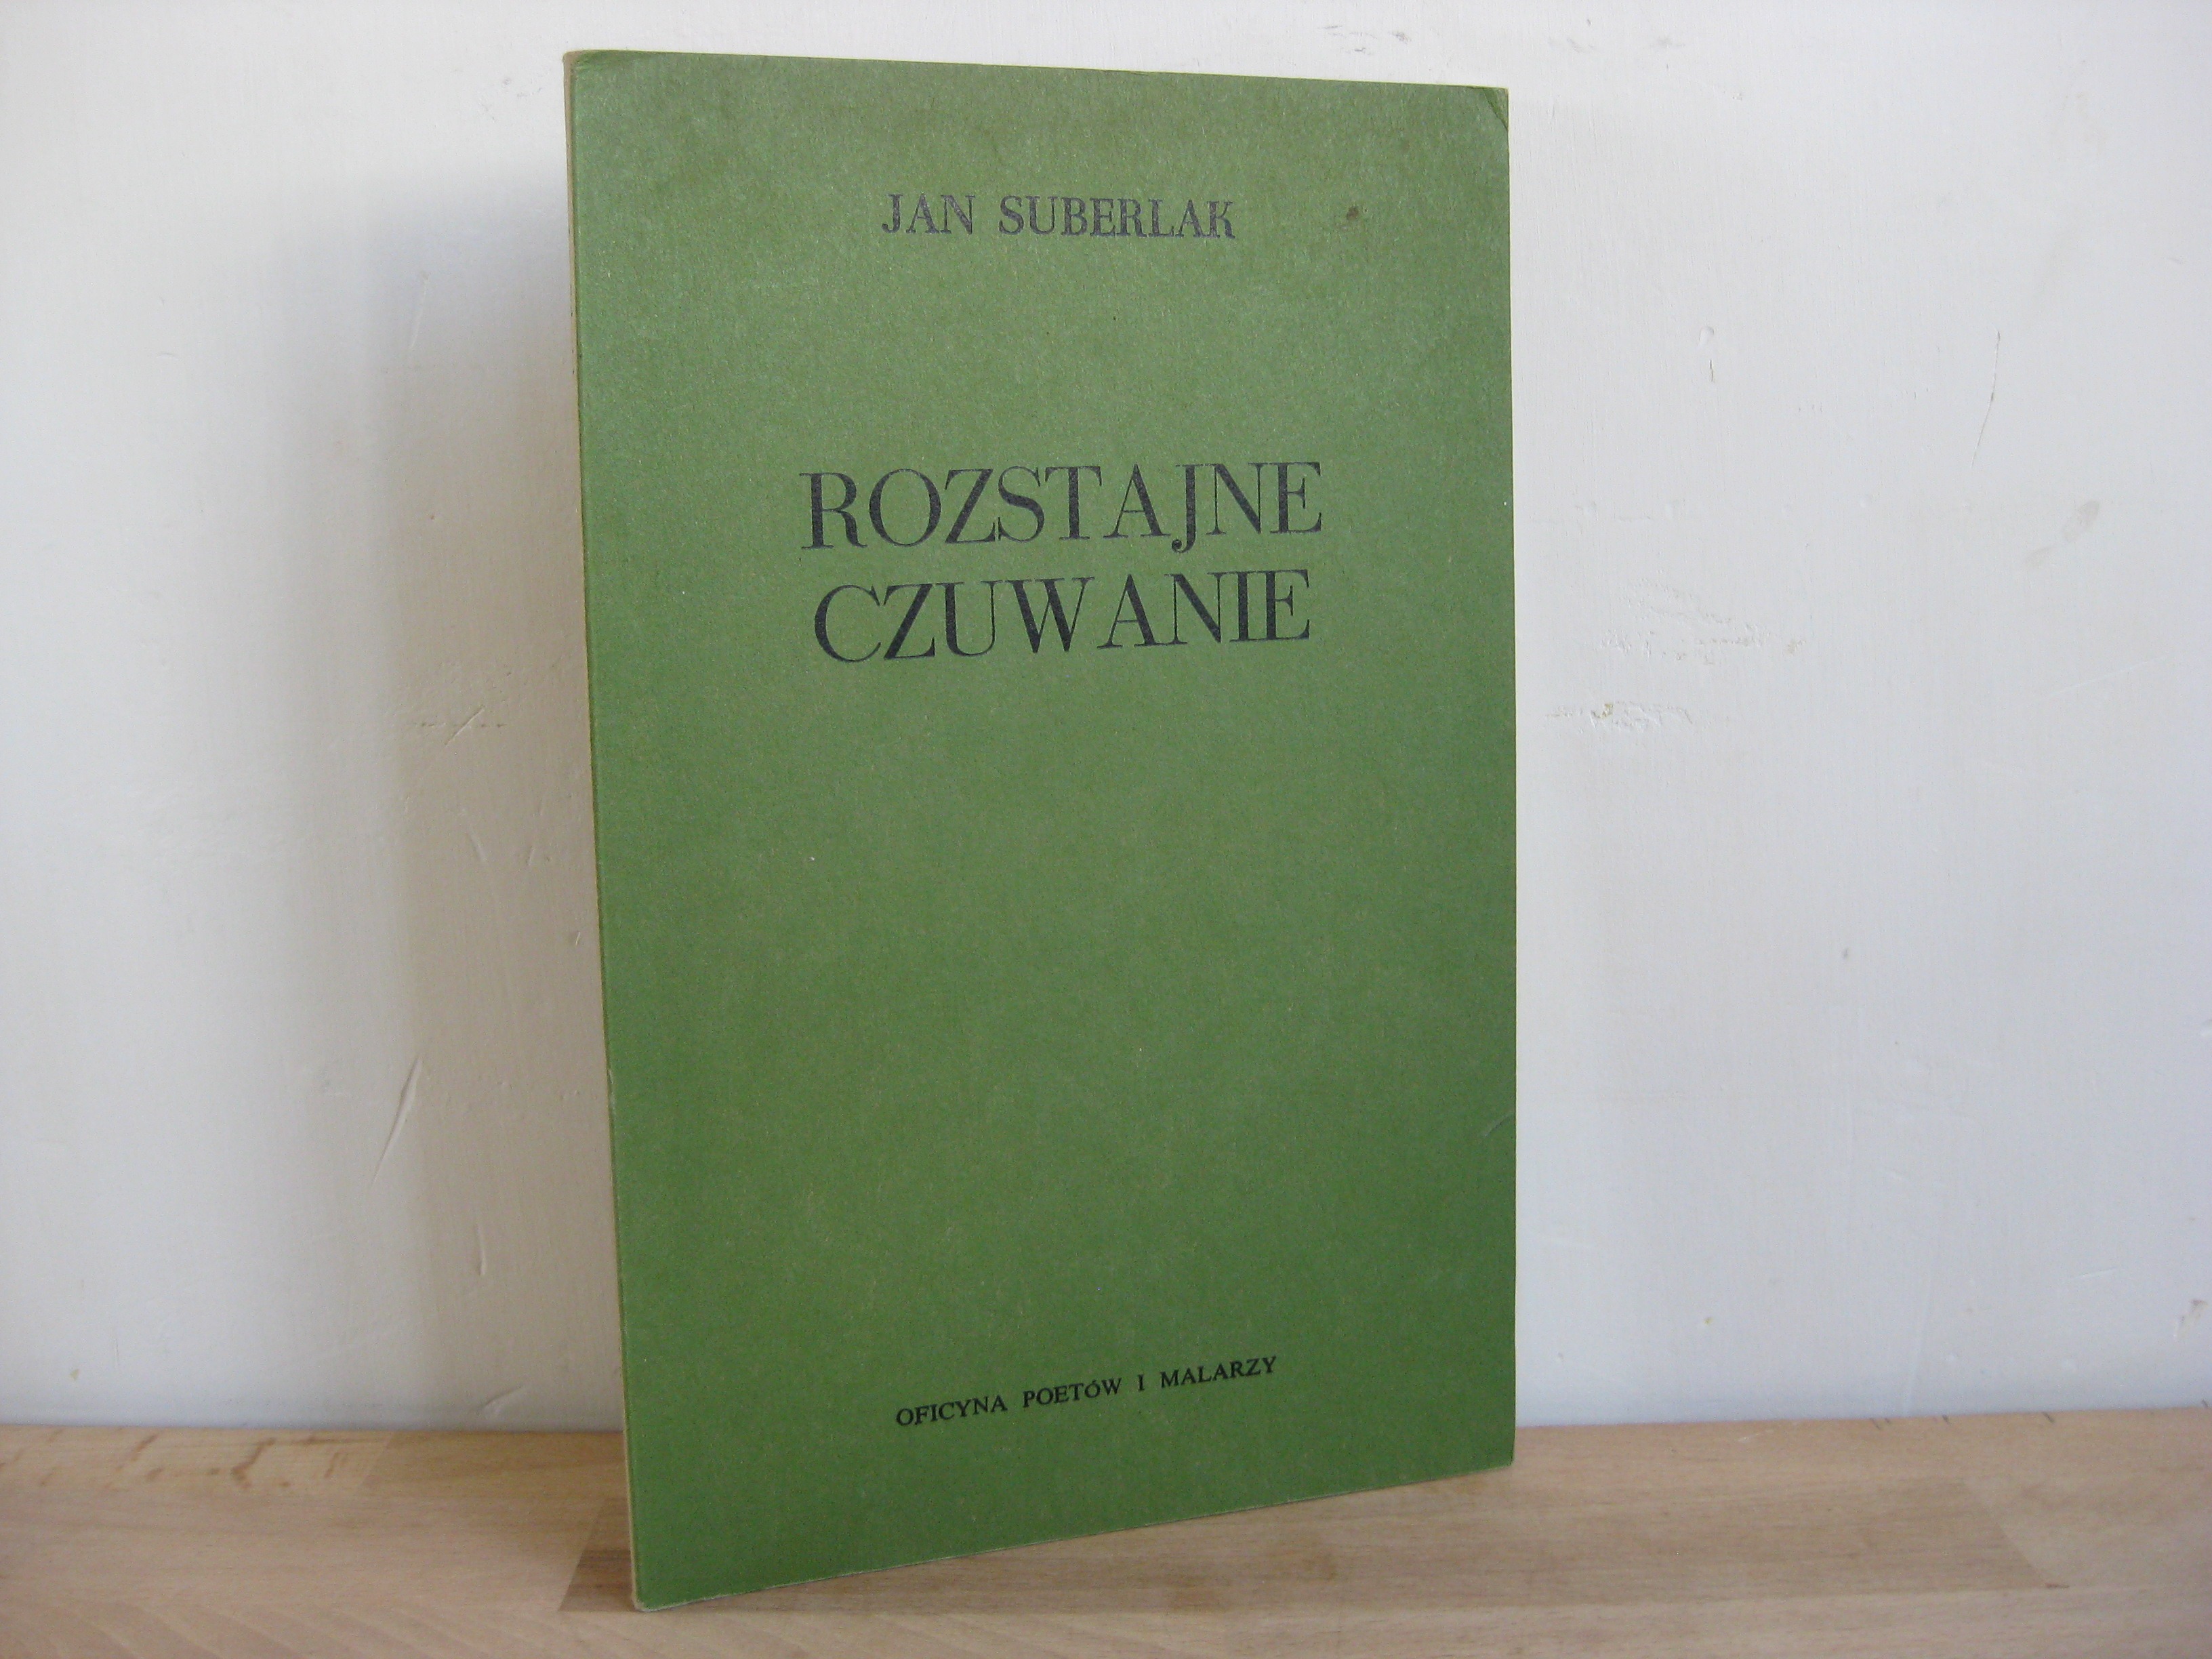 JAN SUBERLAK
ROZSTAJNE
CZUWANIE
OFICYNA POETÓW I MALARZY